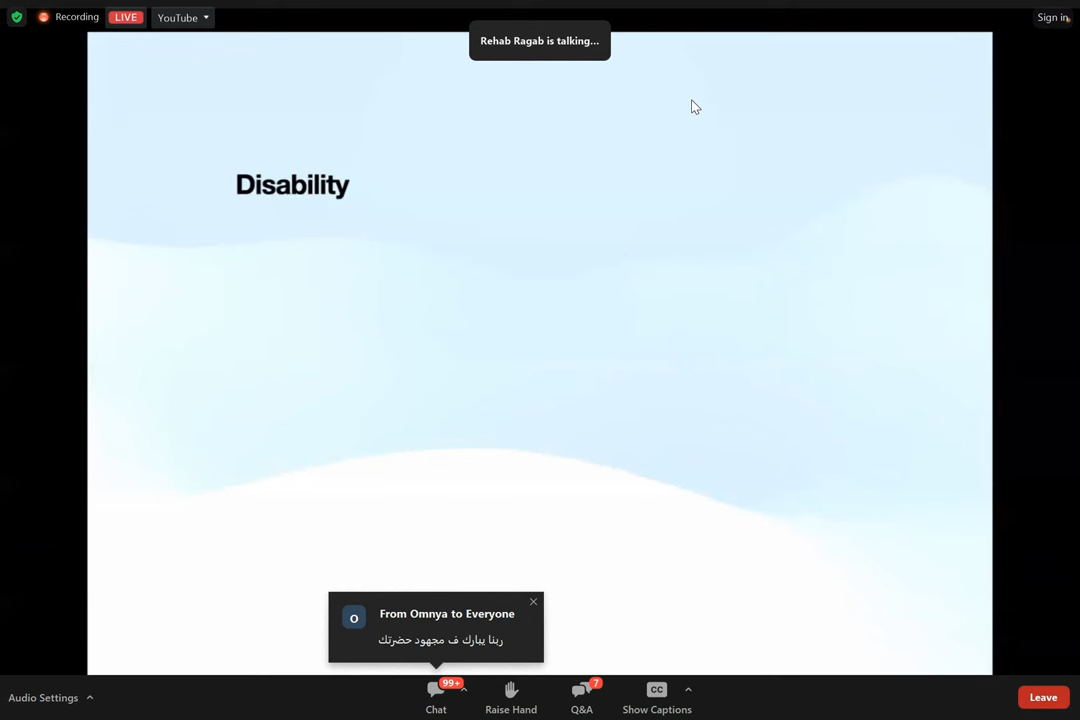 Recording
LIVE
YouTube
Sign in
Rehab Ragab is talking...
Disability
From Omnya to Everyone
O
ربنا يبارك ف مجهود حضرتك
Audio Settings
99+
Chat
Raise Hand
7
Q&A
CC
Show Captions
Leave